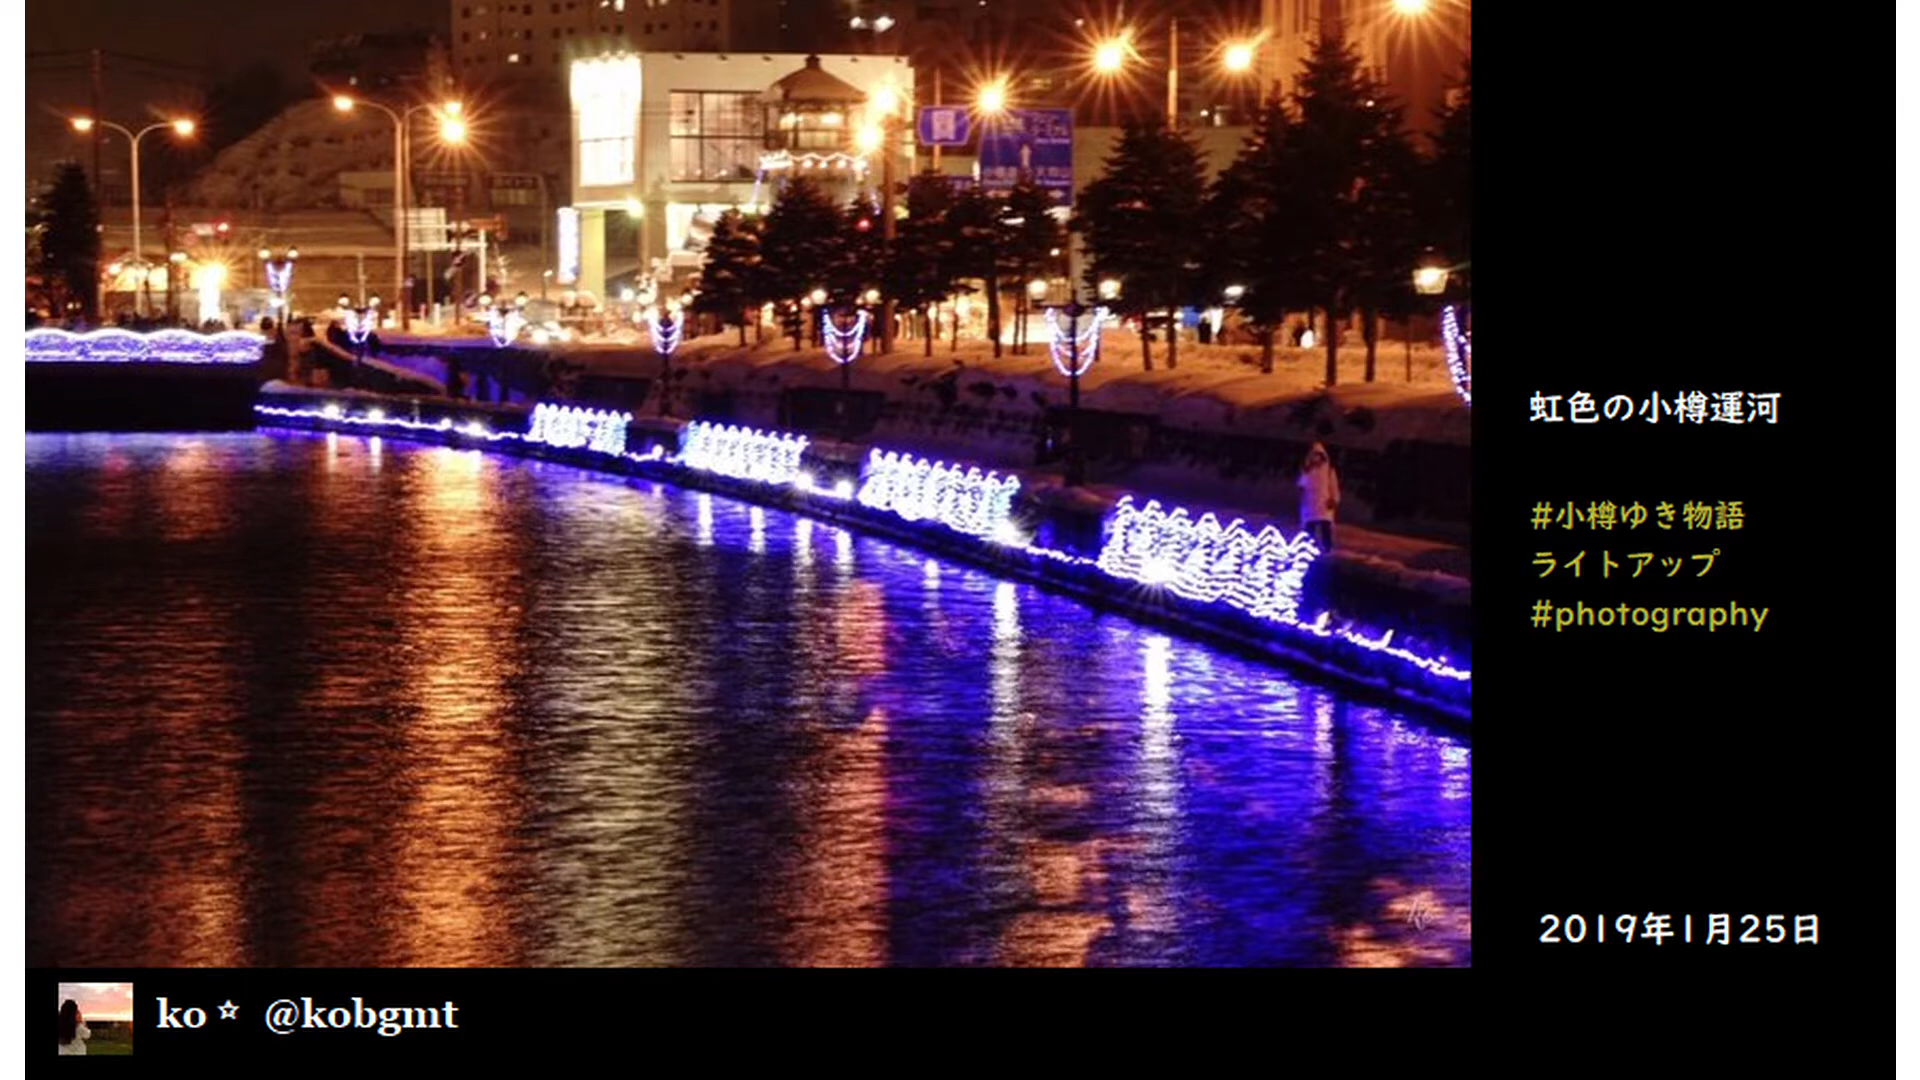 虹色の小樽運河
#小樽ゆき物語
ライトアップ
#photography
2019年1月25日
ko☆ @kobgmt